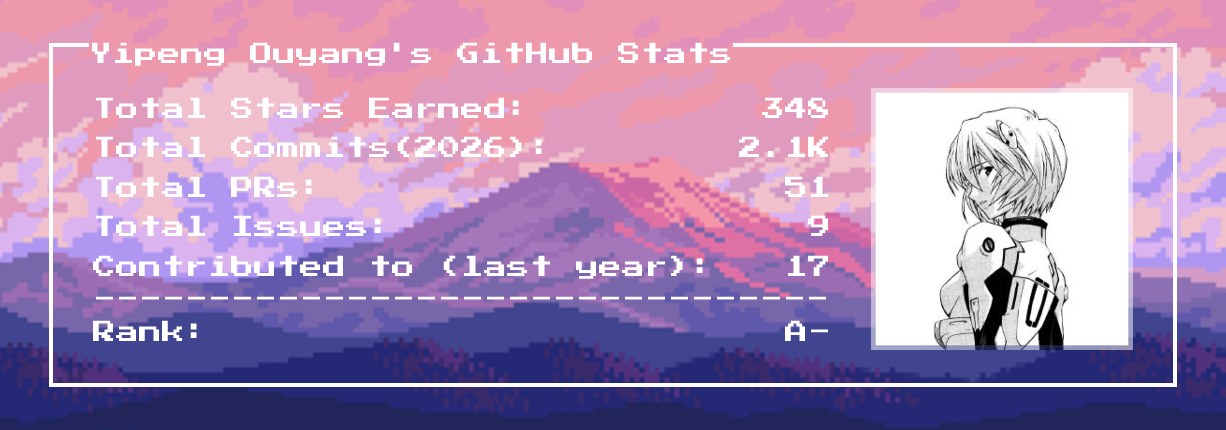 Yipeng Ouyang's GitHub Stats
Total Stars Earned: 348
Total Commits(2026): 2.1K
Total PRs: 51
Total Issues: 9
Contributed to (last year): 17
--------------------------------
Rank: A-